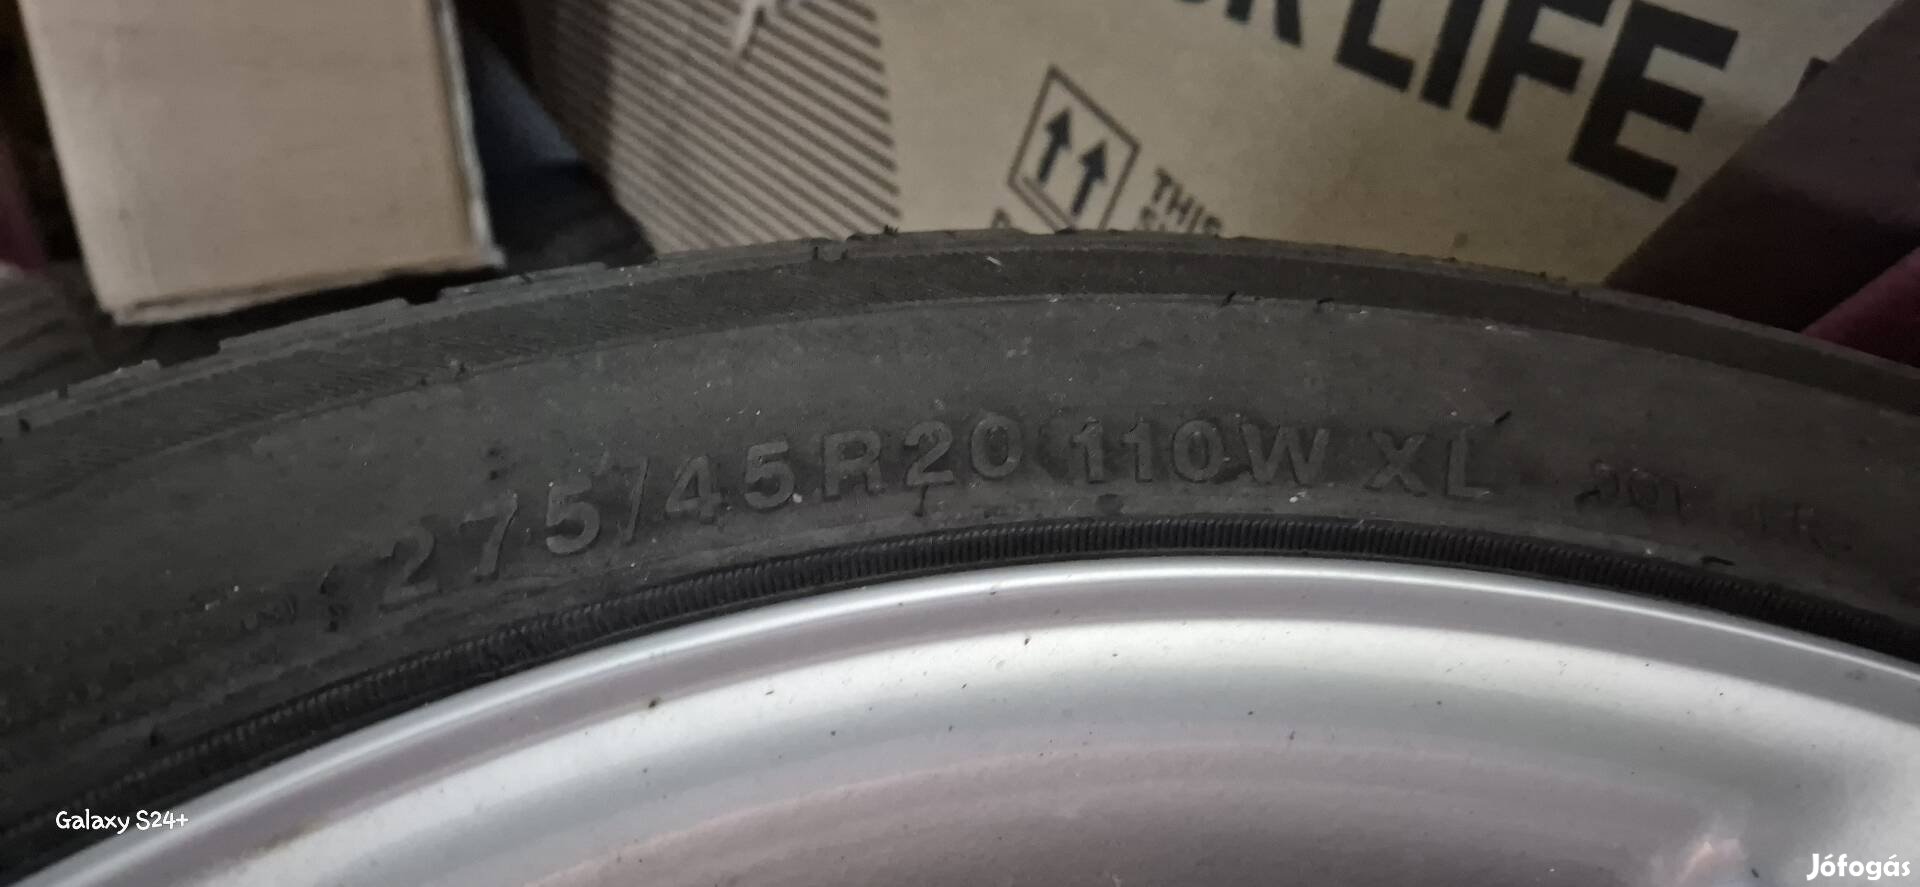 LIFE
THIS
275/45R20 110W XL
Galaxy S24+
Jófogás